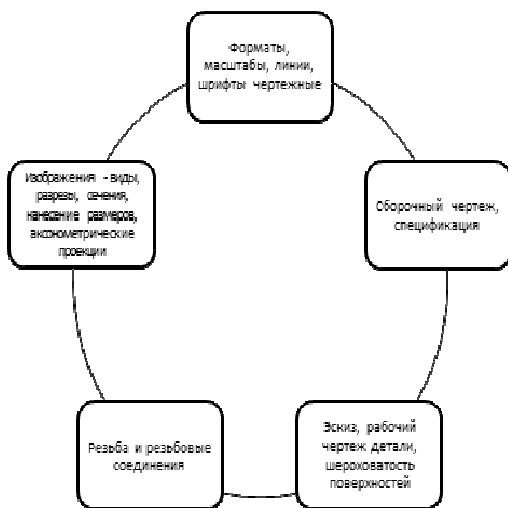 Форматы,
масштабы, линии,
шрифты чертежные
Изображения - виды,
разрезы, сечения,
нанесение размеров,
аксонометрические
проекции
Сборочный чертеж,
спецификация
Резьба и резьбовые
соединения
Эскиз, рабочий
чертеж детали,
шероховатость
поверхностей